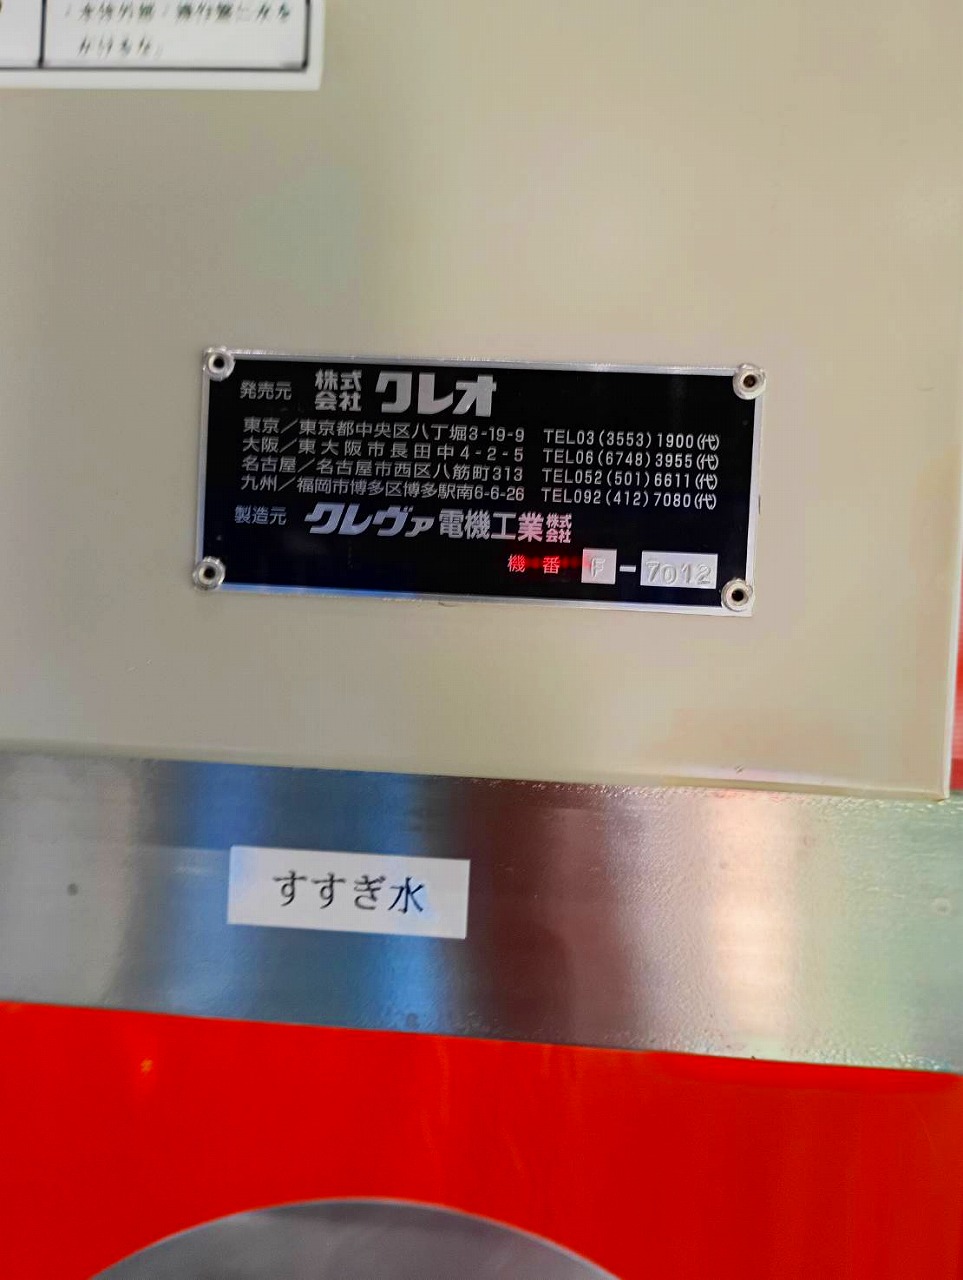 かけるな。
発売元 株式会社 クレオ
東京／東京都中央区八丁堀3-19-9 TEL03(3553)1900(代)
大阪／東大阪市長田中4-2-5 TEL06(6748)3955(代)
名古屋／名古屋市西区八筋町313 TEL052(501)6611(代)
九州／福岡市博多区博多駅南6-6-26 TEL092(412)7080(代)
製造元 クレヴァ電機工業株式会社
機番 F-7012
すすぎ水